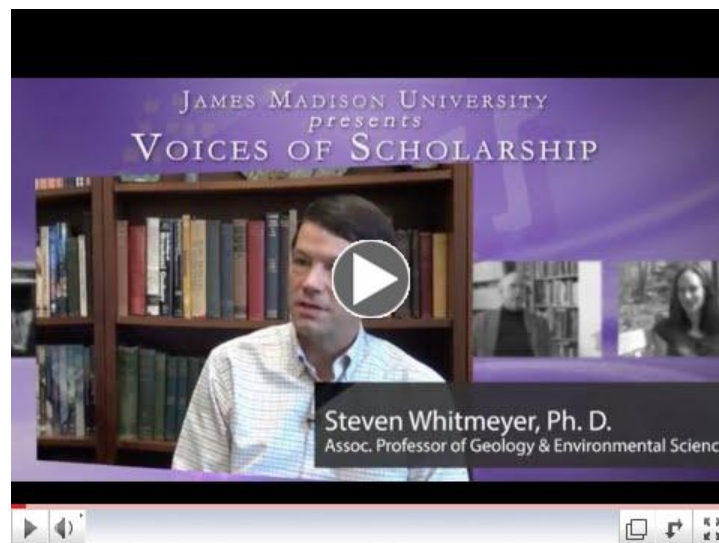 JAMES MADISON UNIVERSITY
presents
VOICES OF SCHOLARSHIP
Steven Whitmeyer, Ph. D.
Assoc. Professor of Geology & Environmental Scienc